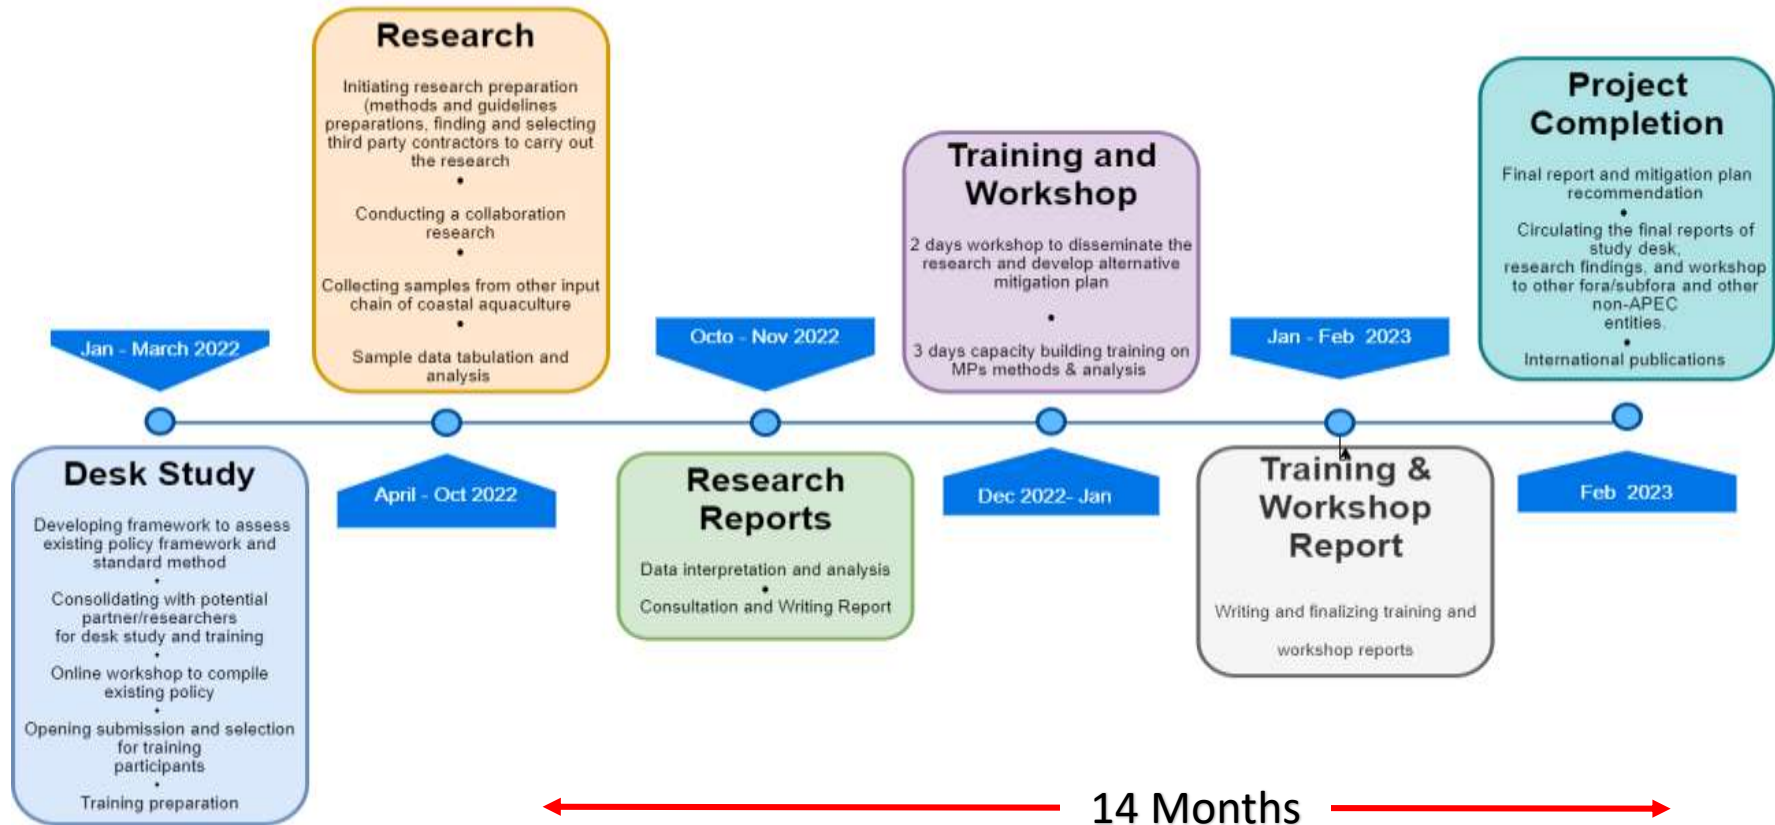 Research
Initiating research preparation
(methods and guidelines
preparations, finding and selecting
third party contractors to carry out
the research
•
Conducting a collaboration
research
•
Collecting samples from other input
chain of coastal aquaculture
•
Sample data tabulation and
analysis
Project
Completion
Final report and mitigation plan
recommendation
•
Circulating the final reports of
study desk,
research findings, and workshop
to other fora/subfora and other
non-APEC
entities.
•
International publications
Training and
Workshop
2 days workshop to disseminate the
research and develop alternative
mitigation plan
•
3 days capacity building training on
MPs methods & analysis
Jan - March 2022
Octo - Nov 2022
Jan - Feb 2023
Desk Study
Developing framework to assess
existing policy framework and
standard method
•
Consolidating with potential
partner/researchers
for desk study and training
•
Online workshop to compile
existing policy
•
Opening submission and selection
for training
participants
•
Training preparation
April - Oct 2022
Research
Reports
Data interpretation and analysis
•
Consultation and Writing Report
Dec 2022- Jan
Training &
Workshop
Report
Writing and finalizing training and
workshop reports
Feb 2023
14 Months